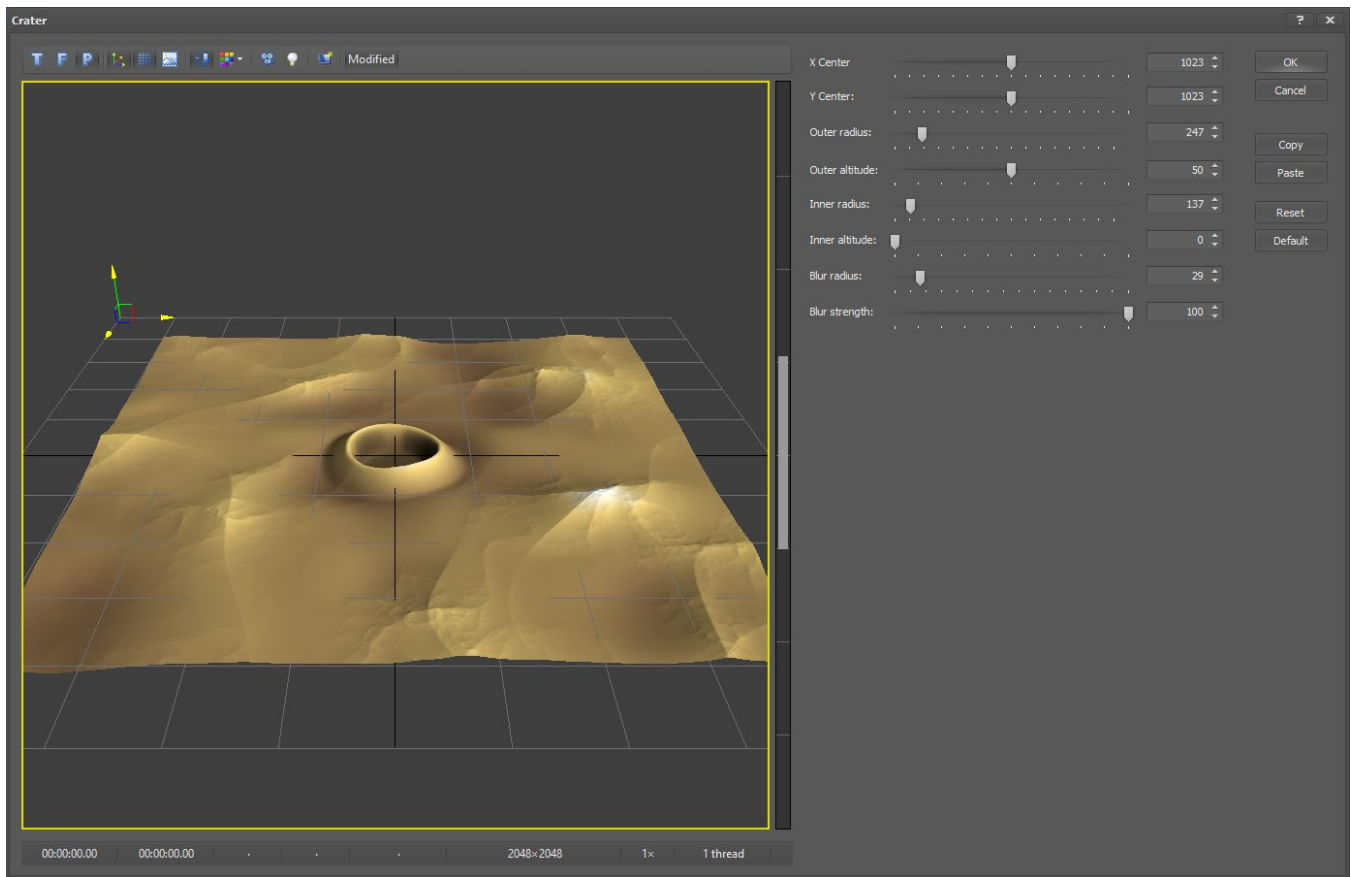 Crater ? ×
T F P Modified
X Center 1023 OK
Y Center: 1023 Cancel
Outer radius: 247 Copy
Outer altitude: 50 Paste
Inner radius: 137 Reset
Inner altitude: 0 Default
Blur radius: 29
Blur strength: 100
00:00:00.00 00:00:00.00 . . . 2048×2048 1× 1 thread